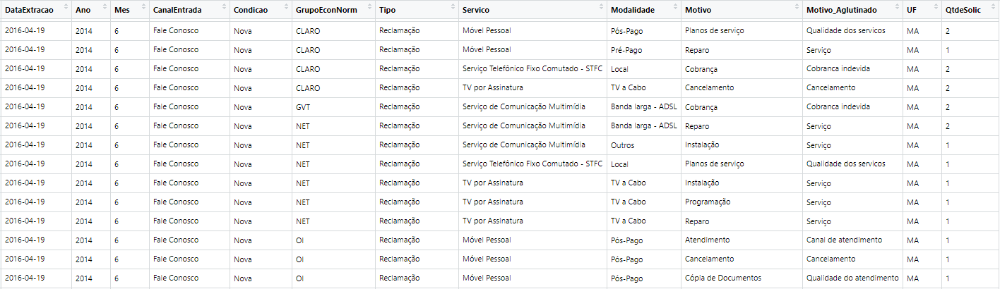 DataExtracao Ano Mes CanalEntrada Condicao GrupoEconNorm Tipo Servico Modalidade Motivo Motivo_Aglutinado UF QtdeSolic
2016-04-19 2014 6 Fale Conosco Nova CLARO Reclamação Móvel Pessoal Pós-Pago Planos de serviço Qualidade dos servicos MA 2
2016-04-19 2014 6 Fale Conosco Nova CLARO Reclamação Móvel Pessoal Pré-Pago Reparo Serviço MA 1
2016-04-19 2014 6 Fale Conosco Nova CLARO Reclamação Serviço Telefônico Fixo Comutado - STFC Local Cobrança Cobranca indevida MA 2
2016-04-19 2014 6 Fale Conosco Nova CLARO Reclamação TV por Assinatura TV a Cabo Cancelamento Cancelamento MA 2
2016-04-19 2014 6 Fale Conosco Nova GVT Reclamação Serviço de Comunicação Multimídia Banda larga - ADSL Cobrança Cobranca indevida MA 2
2016-04-19 2014 6 Fale Conosco Nova NET Reclamação Serviço de Comunicação Multimídia Banda larga - ADSL Reparo Serviço MA 2
2016-04-19 2014 6 Fale Conosco Nova NET Reclamação Serviço de Comunicação Multimídia Outros Instalação Serviço MA 1
2016-04-19 2014 6 Fale Conosco Nova NET Reclamação Serviço Telefônico Fixo Comutado - STFC Local Planos de serviço Qualidade dos servicos MA 1
2016-04-19 2014 6 Fale Conosco Nova NET Reclamação TV por Assinatura TV a Cabo Instalação Serviço MA 1
2016-04-19 2014 6 Fale Conosco Nova NET Reclamação TV por Assinatura TV a Cabo Programação Serviço MA 1
2016-04-19 2014 6 Fale Conosco Nova NET Reclamação TV por Assinatura TV a Cabo Reparo Serviço MA 1
2016-04-19 2014 6 Fale Conosco Nova OI Reclamação Móvel Pessoal Pós-Pago Atendimento Canal de atendimento MA 1
2016-04-19 2014 6 Fale Conosco Nova OI Reclamação Móvel Pessoal Pós-Pago Cancelamento Cancelamento MA 1
2016-04-19 2014 6 Fale Conosco Nova OI Reclamação Móvel Pessoal Pós-Pago Cópia de Documentos Qualidade do atendimento MA 1